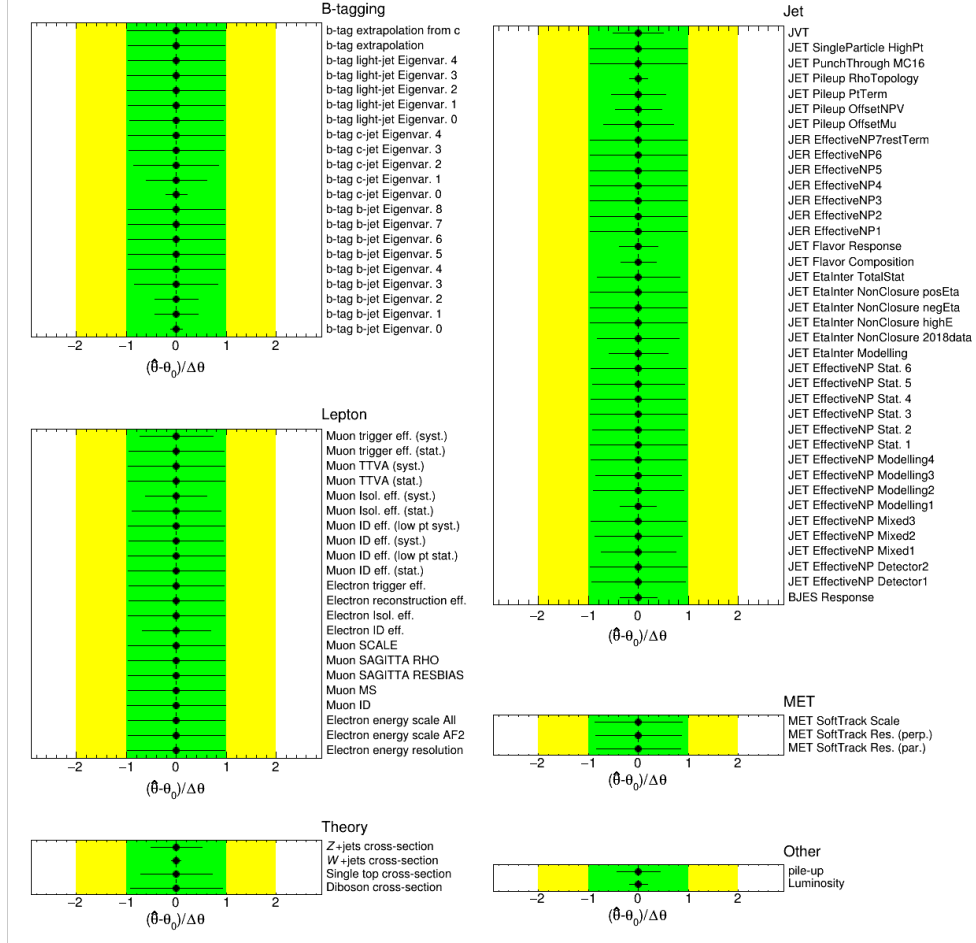 B-tagging
b-tag extrapolation from c
b-tag extrapolation
b-tag light-jet Eigenvar. 4
b-tag light-jet Eigenvar. 3
b-tag light-jet Eigenvar. 2
b-tag light-jet Eigenvar. 1
b-tag light-jet Eigenvar. 0
b-tag c-jet Eigenvar. 4
b-tag c-jet Eigenvar. 3
b-tag c-jet Eigenvar. 2
b-tag c-jet Eigenvar. 1
b-tag c-jet Eigenvar. 0
b-tag b-jet Eigenvar. 8
b-tag b-jet Eigenvar. 7
b-tag b-jet Eigenvar. 6
b-tag b-jet Eigenvar. 5
b-tag b-jet Eigenvar. 4
b-tag b-jet Eigenvar. 3
b-tag b-jet Eigenvar. 2
b-tag b-jet Eigenvar. 1
b-tag b-jet Eigenvar. 0
−2 −1 0 1 2
(θ̂-θ₀)/Δθ
Lepton
Muon trigger eff. (syst.)
Muon trigger eff. (stat.)
Muon TTVA (syst.)
Muon TTVA (stat.)
Muon Isol. eff. (syst.)
Muon Isol. eff. (stat.)
Muon ID eff. (low pt syst.)
Muon ID eff. (syst.)
Muon ID eff. (low pt stat.)
Muon ID eff. (stat.)
Electron trigger eff.
Electron reconstruction eff.
Electron Isol. eff.
Electron ID eff.
Muon SCALE
Muon SAGITTA RHO
Muon SAGITTA RESBIAS
Muon MS
Muon ID
Electron energy scale All
Electron energy scale AF2
Electron energy resolution
−2 −1 0 1 2
(θ̂-θ₀)/Δθ
Theory
Z+jets cross-section
W+jets cross-section
Single top cross-section
Diboson cross-section
−2 −1 0 1 2
(θ̂-θ₀)/Δθ
Jet
JVT
JET SingleParticle HighPt
JET PunchThrough MC16
JET Pileup RhoTopology
JET Pileup PtTerm
JET Pileup OffsetNPV
JET Pileup OffsetMu
JER EffectiveNP7restTerm
JER EffectiveNP6
JER EffectiveNP5
JER EffectiveNP4
JER EffectiveNP3
JER EffectiveNP2
JER EffectiveNP1
JET Flavor Response
JET Flavor Composition
JET EtaInter TotalStat
JET EtaInter NonClosure posEta
JET EtaInter NonClosure negEta
JET EtaInter NonClosure highE
JET EtaInter NonClosure 2018data
JET EtaInter Modelling
JET EffectiveNP Stat. 6
JET EffectiveNP Stat. 5
JET EffectiveNP Stat. 4
JET EffectiveNP Stat. 3
JET EffectiveNP Stat. 2
JET EffectiveNP Stat. 1
JET EffectiveNP Modelling4
JET EffectiveNP Modelling3
JET EffectiveNP Modelling2
JET EffectiveNP Modelling1
JET EffectiveNP Mixed3
JET EffectiveNP Mixed2
JET EffectiveNP Mixed1
JET EffectiveNP Detector2
JET EffectiveNP Detector1
BJES Response
−2 −1 0 1 2
(θ̂-θ₀)/Δθ
MET
MET SoftTrack Scale
MET SoftTrack Res. (perp.)
MET SoftTrack Res. (par.)
−2 −1 0 1 2
(θ̂-θ₀)/Δθ
Other
pile-up
Luminosity
−2 −1 0 1 2
(θ̂-θ₀)/Δθ